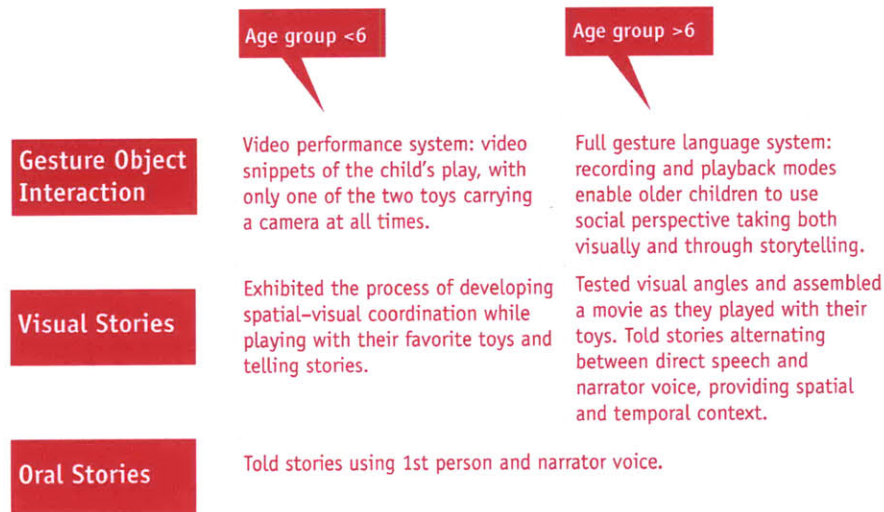 Age group <6
Age group >6
Gesture Object
Interaction
Video performance system: video
snippets of the child's play, with
only one of the two toys carrying
a camera at all times.
Full gesture language system:
recording and playback modes
enable older children to use
social perspective taking both
visually and through storytelling.
Visual Stories
Exhibited the process of developing
spatial–visual coordination while
playing with their favorite toys and
telling stories.
Tested visual angles and assembled
a movie as they played with their
toys. Told stories alternating
between direct speech and
narrator voice, providing spatial
and temporal context.
Oral Stories
Told stories using 1st person and narrator voice.